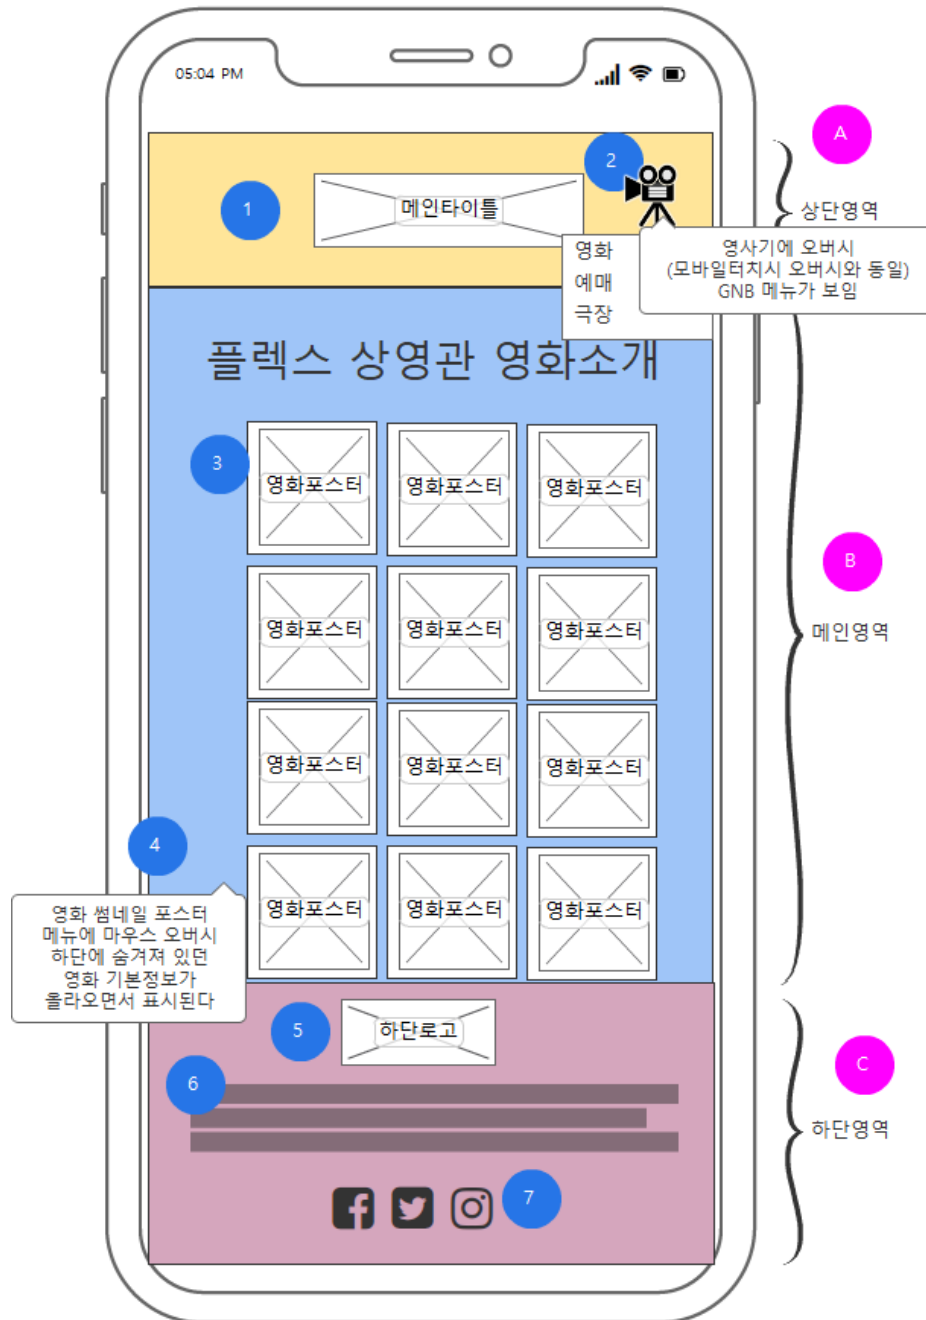 05:04 PM
A
2
1
메인타이틀
상단영역
영화
예매
극장
영사기에 오버시
(모바일터치시 오버시와 동일)
GNB 메뉴가 보임
플렉스 상영관 영화소개
3
영화포스터 영화포스터 영화포스터
B
영화포스터 영화포스터 영화포스터
메인영역
영화포스터 영화포스터 영화포스터
4
영화포스터 영화포스터 영화포스터
영화 썸네일 포스터
메뉴에 마우스 오버시
하단에 숨겨져 있던
영화 기본정보가
올라오면서 표시된다
5
하단로고
C
6
하단영역
7